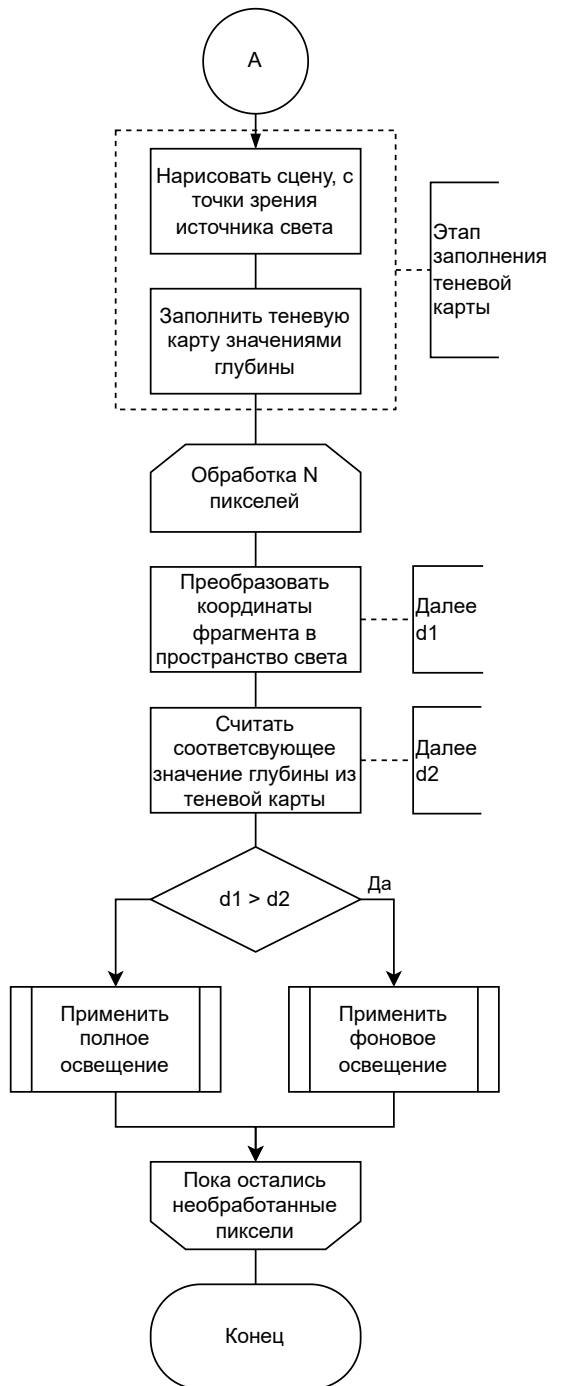 A
Нарисовать сцену, с
точки зрения
источника света
Этап
заполнения
теневой
карты
Заполнить теневую
карту значениями
глубины
Обработка N
пикселей
Преобразовать
координаты
фрагмента в
пространство света
Далее
d1
Считать
соответсвующее
значение глубины из
теневой карты
Далее
d2
d1 > d2
Да
Применить
полное
освещение
Применить
фоновое
освещение
Пока остались
необработанные
пиксели
Конец